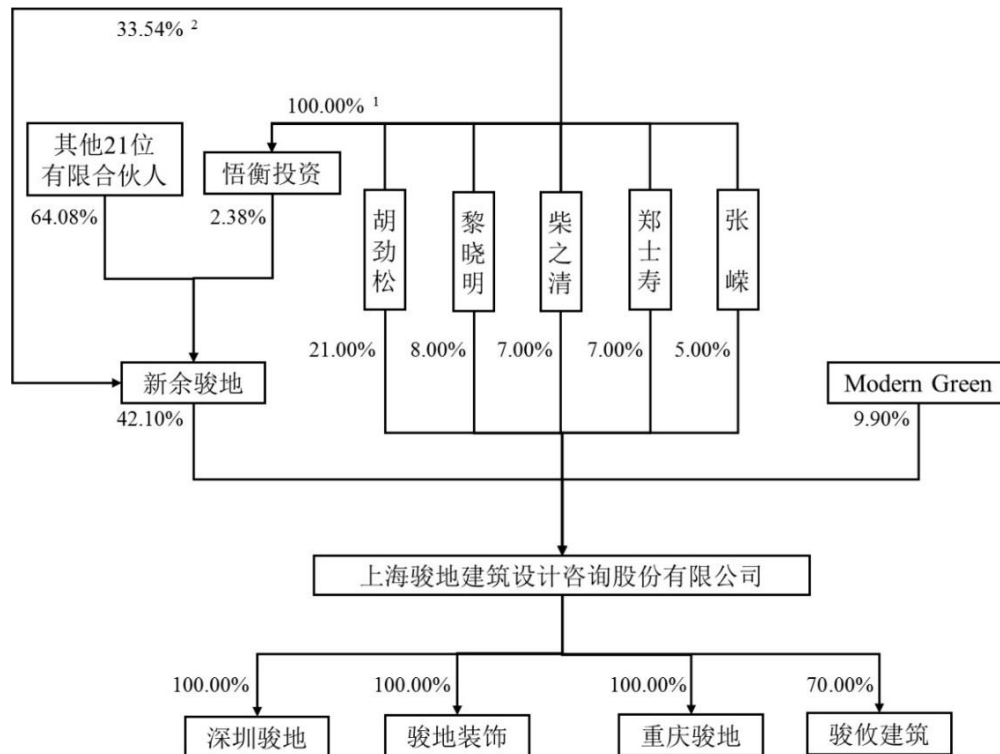 33.54% 2
100.00% 1
其他21位
有限合伙人
64.08%
悟衡投资
2.38%
胡劲松
黎晓明
柴之清
郑士寿
张嵘
21.00%
8.00%
7.00%
7.00%
5.00%
新余骏地
42.10%
Modern Green
9.90%
上海骏地建筑设计咨询股份有限公司
100.00%
100.00%
100.00%
70.00%
深圳骏地
骏地装饰
重庆骏地
骏攸建筑